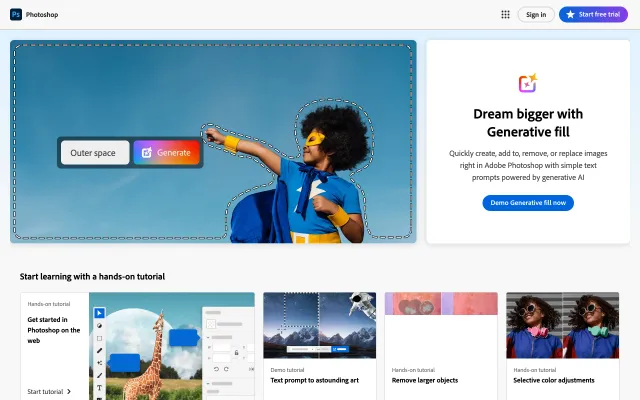 Ps Photoshop
Sign in
Start free trial
Outer space
Generate
Dream bigger with
Generative fill
Quickly create, add to, remove, or replace images
right in Adobe Photoshop with simple text
prompts powered by generative AI
Demo Generative fill now
Start learning with a hands-on tutorial
Hands-on tutorial
Get started in
Photoshop on the
web
Start tutorial
Demo tutorial
Text prompt to astounding art
Hands-on tutorial
Remove larger objects
Hands-on tutorial
Selective color adjustments